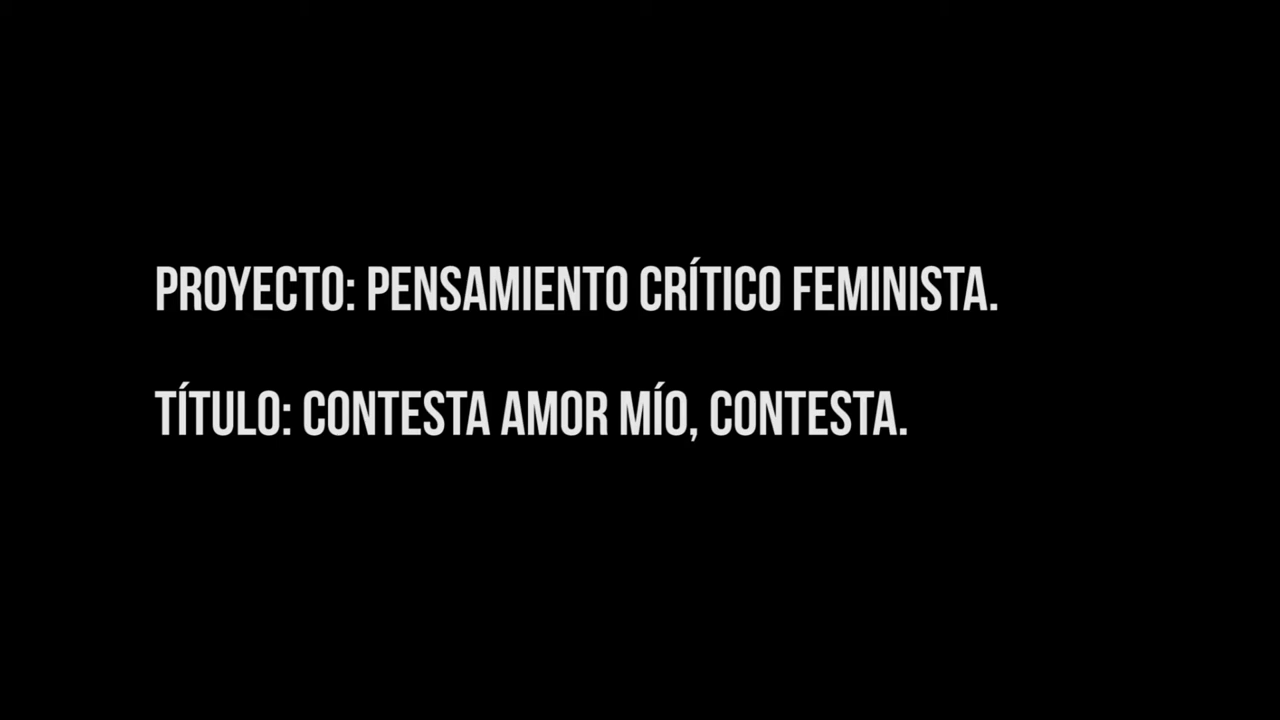 PROYECTO: PENSAMIENTO CRÍTICO FEMINISTA.
TÍTULO: CONTESTA AMOR MÍO, CONTESTA.